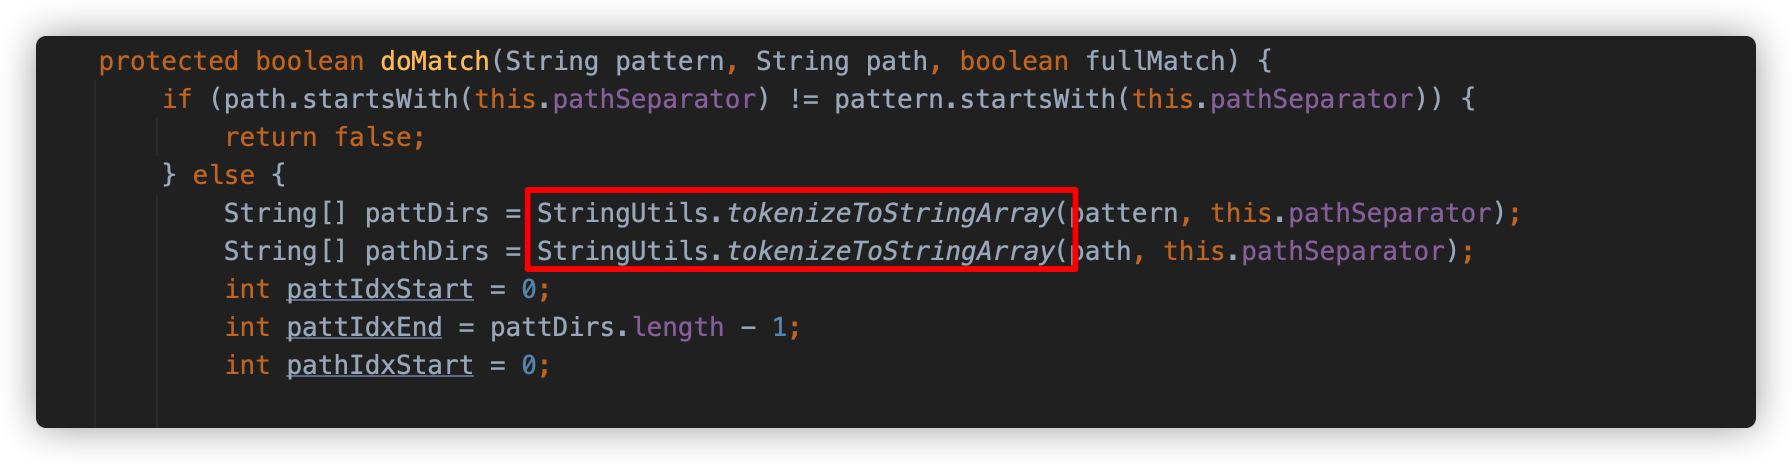 protected boolean doMatch(String pattern, String path, boolean fullMatch) {
if (path.startsWith(this.pathSeparator) != pattern.startsWith(this.pathSeparator)) {
return false;
} else {
String[] pattDirs = StringUtils.tokenizeToStringArray(pattern, this.pathSeparator);
String[] pathDirs = StringUtils.tokenizeToStringArray(path, this.pathSeparator);
int pattIdxStart = 0;
int pattIdxEnd = pattDirs.length - 1;
int pathIdxStart = 0;